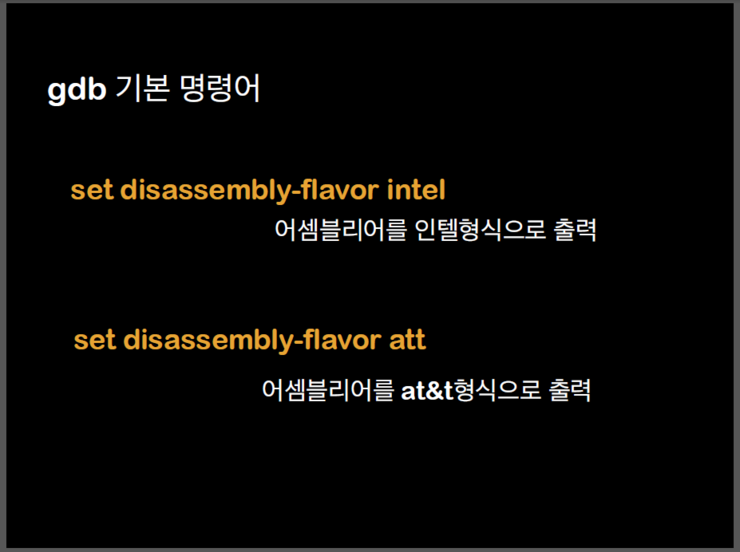 gdb 기본 명령어
set disassembly-flavor intel
어셈블리어를 인텔형식으로 출력
set disassembly-flavor att
어셈블리어를 at&t형식으로 출력